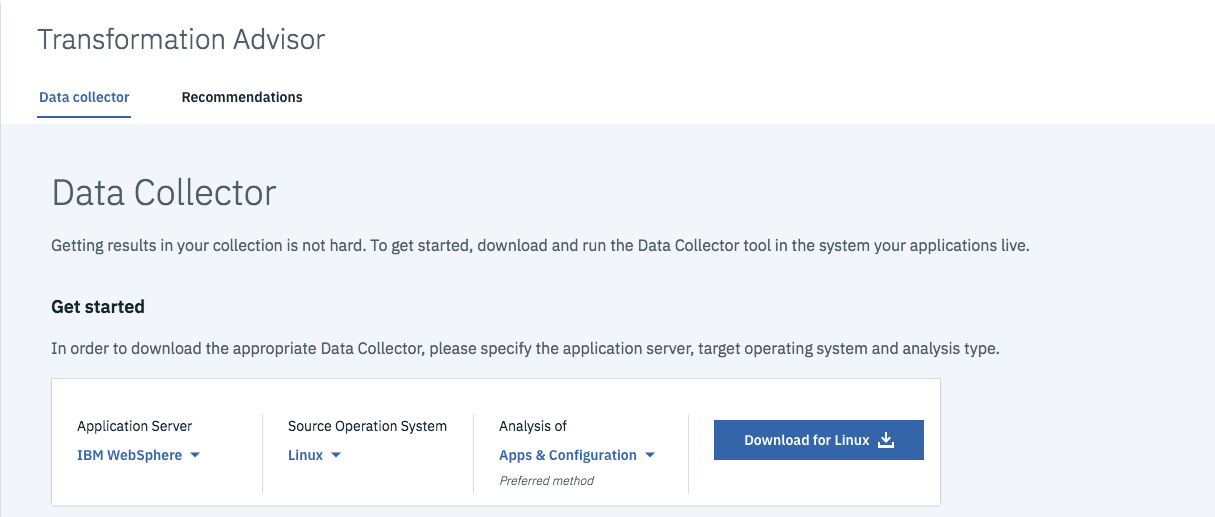 Transformation Advisor
Data collector
Recommendations
Data Collector
Getting results in your collection is not hard. To get started, download and run the Data Collector tool in the system your applications live.
Get started
In order to download the appropriate Data Collector, please specify the application server, target operating system and analysis type.
Application Server
IBM WebSphere
Source Operation System
Linux
Analysis of
Apps & Configuration
Preferred method
Download for Linux